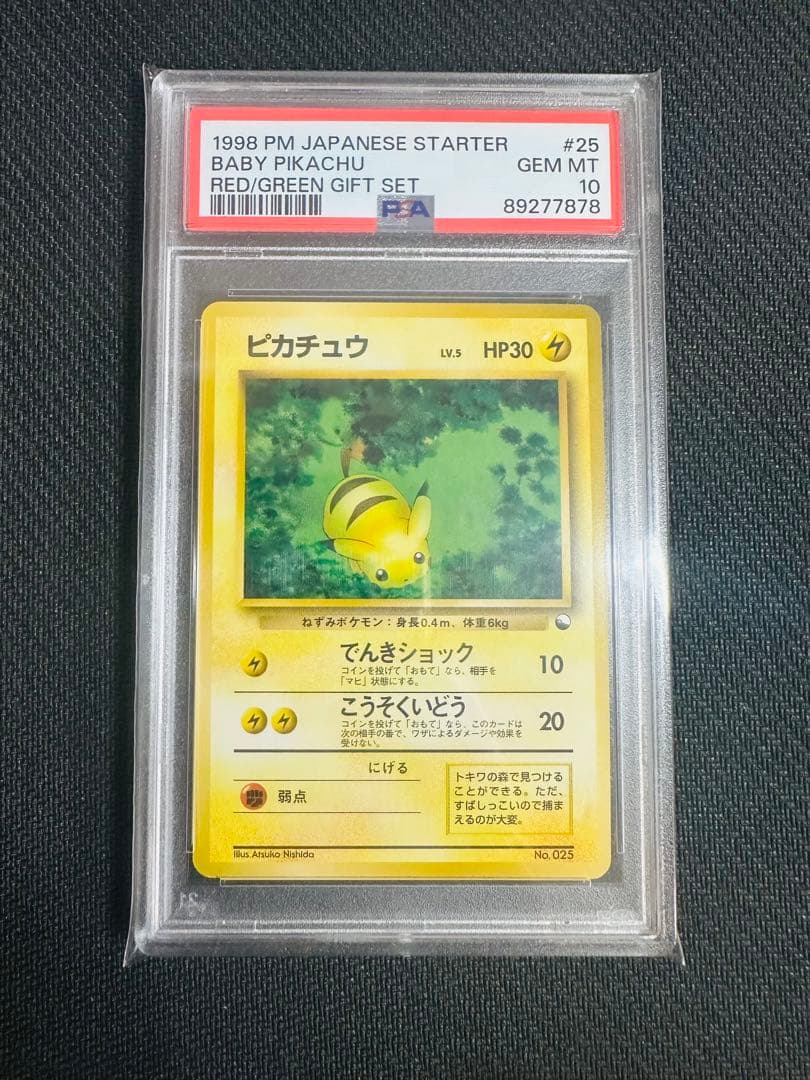 1998 PM JAPANESE STARTER #25
BABY PIKACHU GEM MT
RED/GREEN GIFT SET 10
PSA 89277878
ピカチュウ LV.5 HP30
ねずみポケモン：身長0.4m、体重6kg
でんきショック 10
コインを投げて「おもて」なら、相手を
「マヒ」状態にする。
こうそくいどう 20
コインを投げて「おもて」なら、このカードは
次の相手の番で、ワザによるダメージや効果を
受けない。
にげる
弱点
トキワの森で見つける
ことができる。ただ、
すばしっこいので捕ま
えるのが大変。
Illus. Atsuko Nishida No. 025